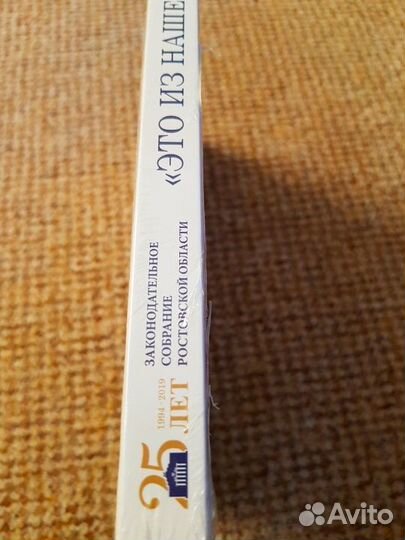 «ЭТО ИЗ НАШЕ
ЗАКОНОДАТЕЛЬНОЕ
СОБРАНИЕ
РОСТОВСКОЙ ОБЛАСТИ
25
1994 - 2019
ЛЕТ
Avito